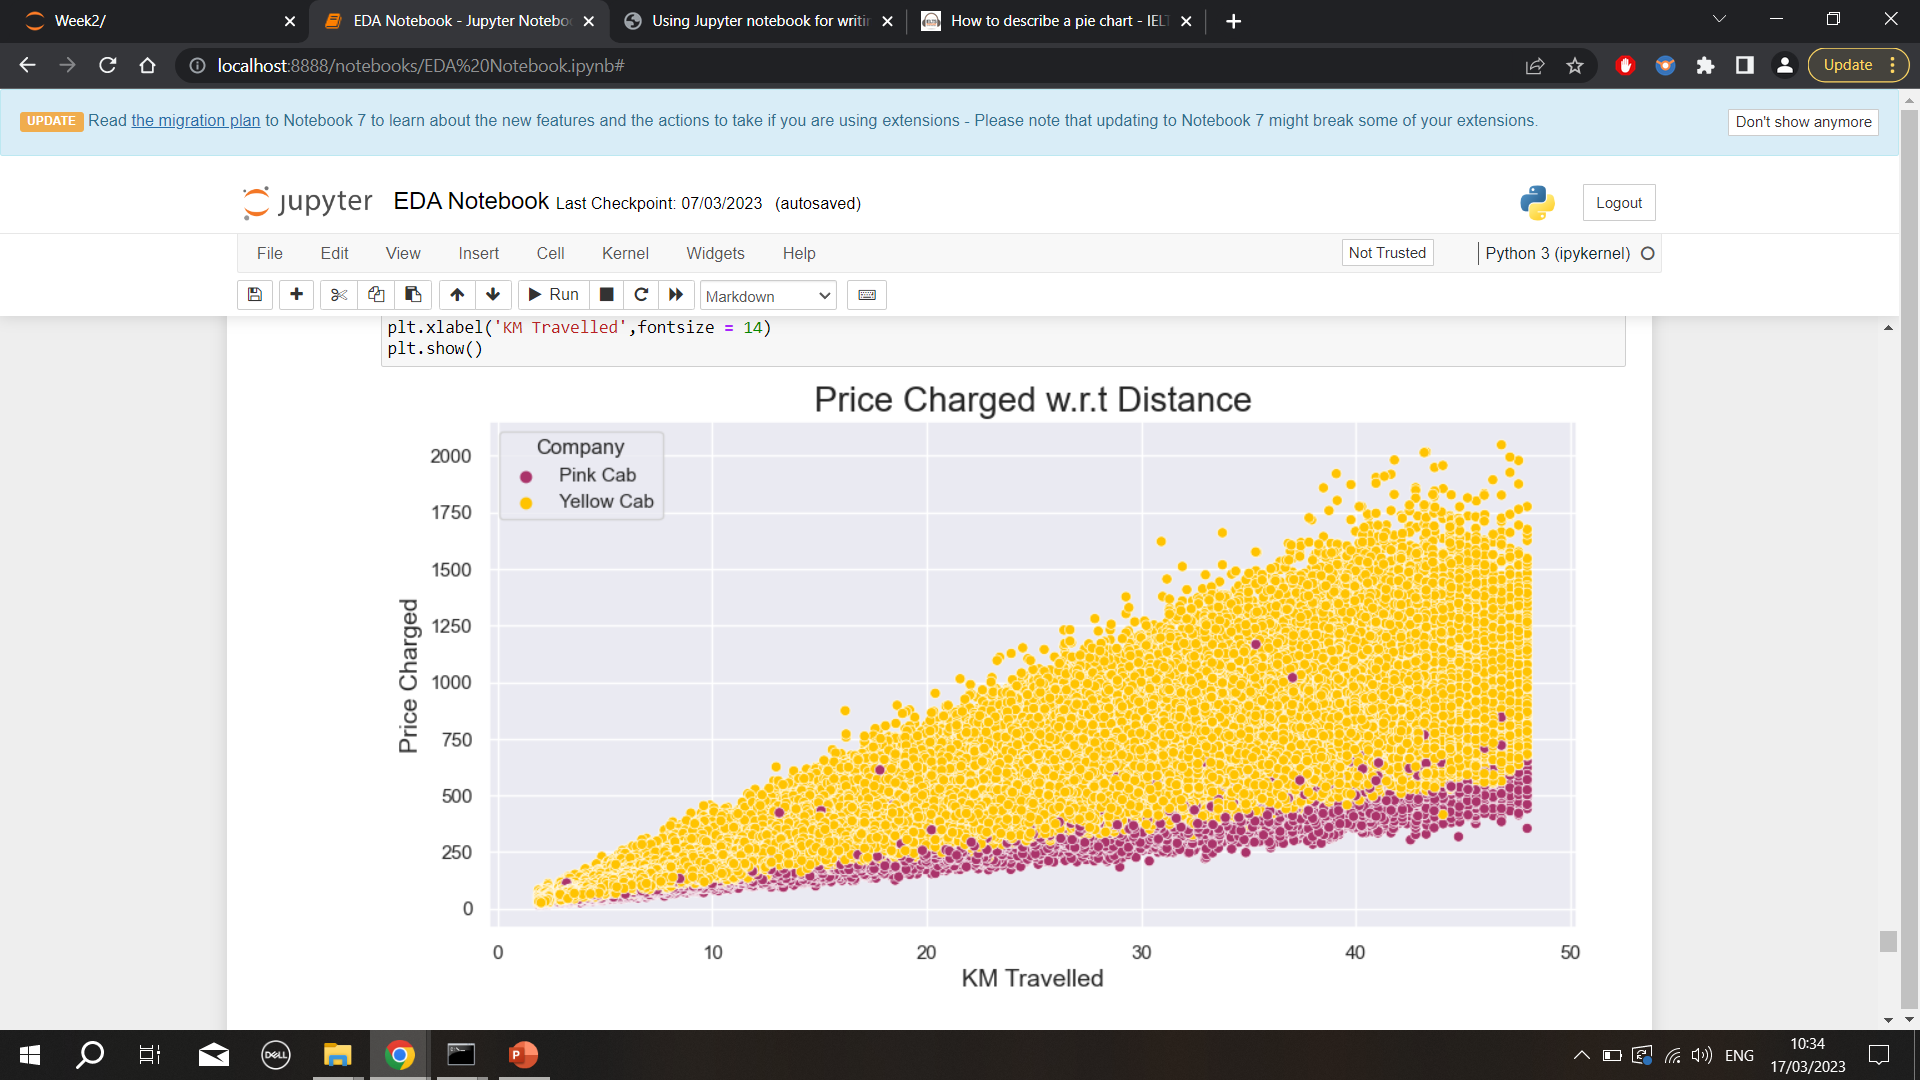 Week2/
EDA Notebook - Jupyter Noteboo
Using Jupyter notebook for writin
How to describe a pie chart - IELT
localhost:8888/notebooks/EDA%20Notebook.ipynb#
Update
UPDATE Read the migration plan to Notebook 7 to learn about the new features and the actions to take if you are using extensions - Please note that updating to Notebook 7 might break some of your extensions.
Don't show anymore
jupyter EDA Notebook Last Checkpoint: 07/03/2023 (autosaved)
Logout
File Edit View Insert Cell Kernel Widgets Help
Not Trusted
Python 3 (ipykernel)
Run
Markdown
plt.xlabel('KM Travelled',fontsize = 14)
plt.show()
Price Charged w.r.t Distance
Company
Pink Cab
Yellow Cab
Price Charged
2000
1750
1500
1250
1000
750
500
250
0
0 10 20 30 40 50
KM Travelled
DELL
P
ENG
10:34
17/03/2023